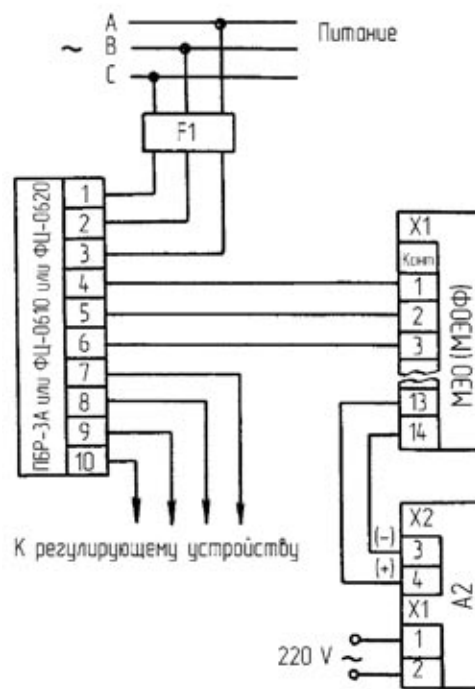 А
~ В
С
Питание
F1
ПБР-3А или ФЦ-0610 или ФЦ-0620
1
2
3
4
5
6
7
8
9
10
К регулирующему устройству
X1
Конт
1
2
3
13
14
МЭО(МЭОФ)
X2
(-) 3
(+) 4
X1
1
2
А2
220 V ~